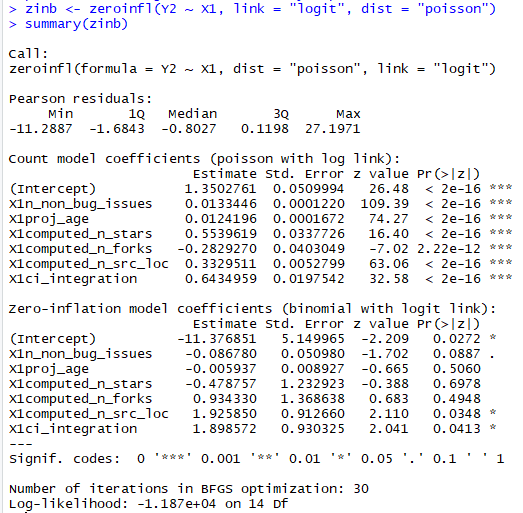 > zinb <- zeroinfl(Y2 ~ X1, link = "logit", dist = "poisson")
> summary(zinb)
Call:
zeroinfl(formula = Y2 ~ X1, dist = "poisson", link = "logit")
Pearson residuals:
Min 1Q Median 3Q Max
-11.2887 -1.6843 -0.8027 0.1198 27.1971
Count model coefficients (poisson with log link):
Estimate Std. Error z value Pr(>|z|)
(Intercept) 1.3502761 0.0509994 26.48 < 2e-16 ***
X1n_non_bug_issues 0.0133446 0.0001220 109.39 < 2e-16 ***
X1proj_age 0.0124196 0.0001672 74.27 < 2e-16 ***
X1computed_n_stars 0.5539619 0.0337726 16.40 < 2e-16 ***
X1computed_n_forks -0.2829270 0.0403049 -7.02 2.22e-12 ***
X1computed_n_src_loc 0.3329511 0.0052799 63.06 < 2e-16 ***
X1ci_integration 0.6434959 0.0197542 32.58 < 2e-16 ***
Zero-inflation model coefficients (binomial with logit link):
Estimate Std. Error z value Pr(>|z|)
(Intercept) -11.376851 5.149965 -2.209 0.0272 *
X1n_non_bug_issues -0.086780 0.050980 -1.702 0.0887 .
X1proj_age -0.005937 0.008927 -0.665 0.5060
X1computed_n_stars -0.478757 1.232923 -0.388 0.6978
X1computed_n_forks 0.934330 1.368638 0.683 0.4948
X1computed_n_src_loc 1.925850 0.912660 2.110 0.0348 *
X1ci_integration 1.898572 0.930325 2.041 0.0413 *
---
Signif. codes: 0 '***' 0.001 '**' 0.01 '*' 0.05 '.' 0.1 ' ' 1
Number of iterations in BFGS optimization: 30
Log-likelihood: -1.187e+04 on 14 Df